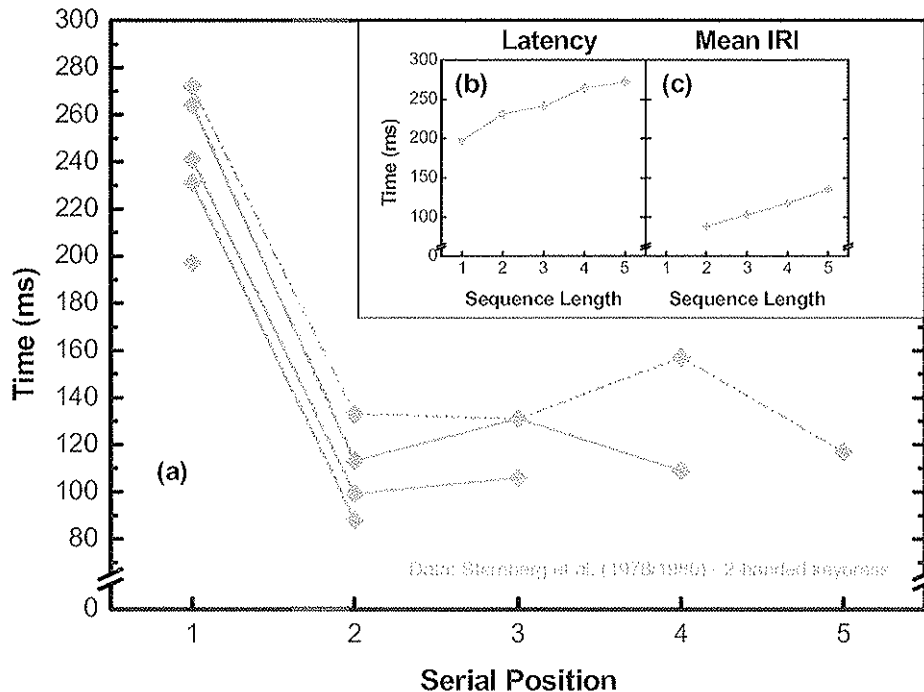 300
280
260
240
220
200
180
160
140
120
100
80
0
Time (ms)
(a)
Latency
Mean IRI
(b)
(c)
300
250
200
150
100
0
Time (ms)
1 2 3 4 5
1 2 3 4 5
Sequence Length
Sequence Length
Data: Sternberg et al. (1978/1980) - 2-handed keypress
1 2 3 4 5
Serial Position